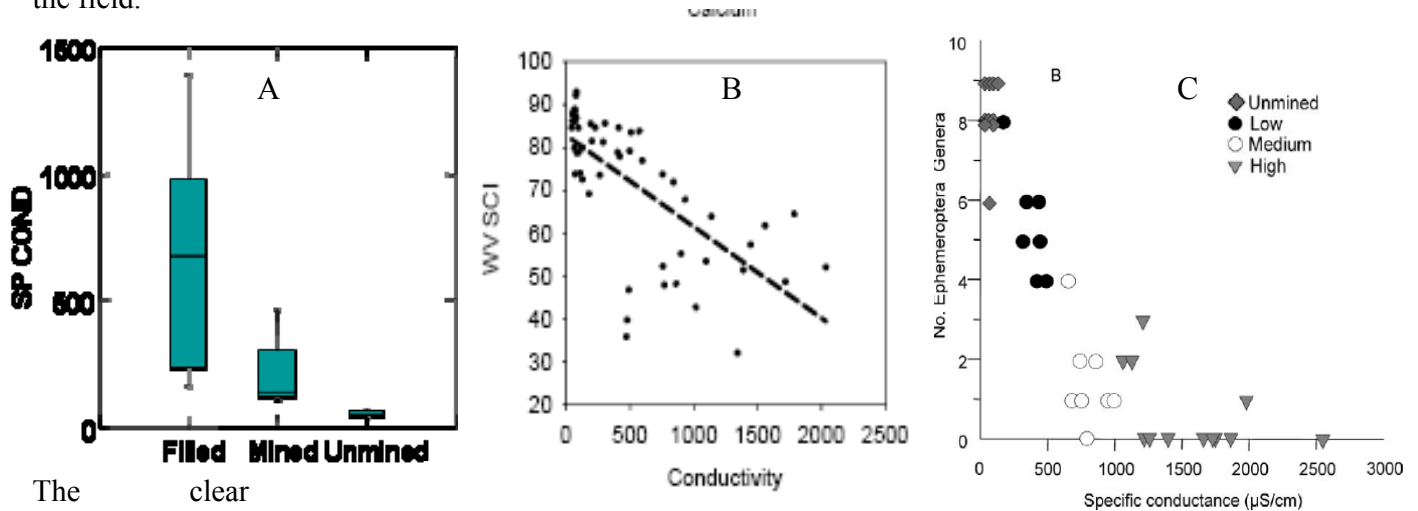 the field.
Calcium
1500
1000
500
0
SP COND
Filled Mined Unmined
A
100
90
80
70
60
50
40
30
20
WV SCI
0 500 1000 1500 2000 2500
Conductivity
B
10
8
6
4
2
0
No. Ephemeroptera Genera
B
C
Unmined
Low
Medium
High
0 500 1000 1500 2000 2500 3000
Specific conductance (µS/cm)
The clear